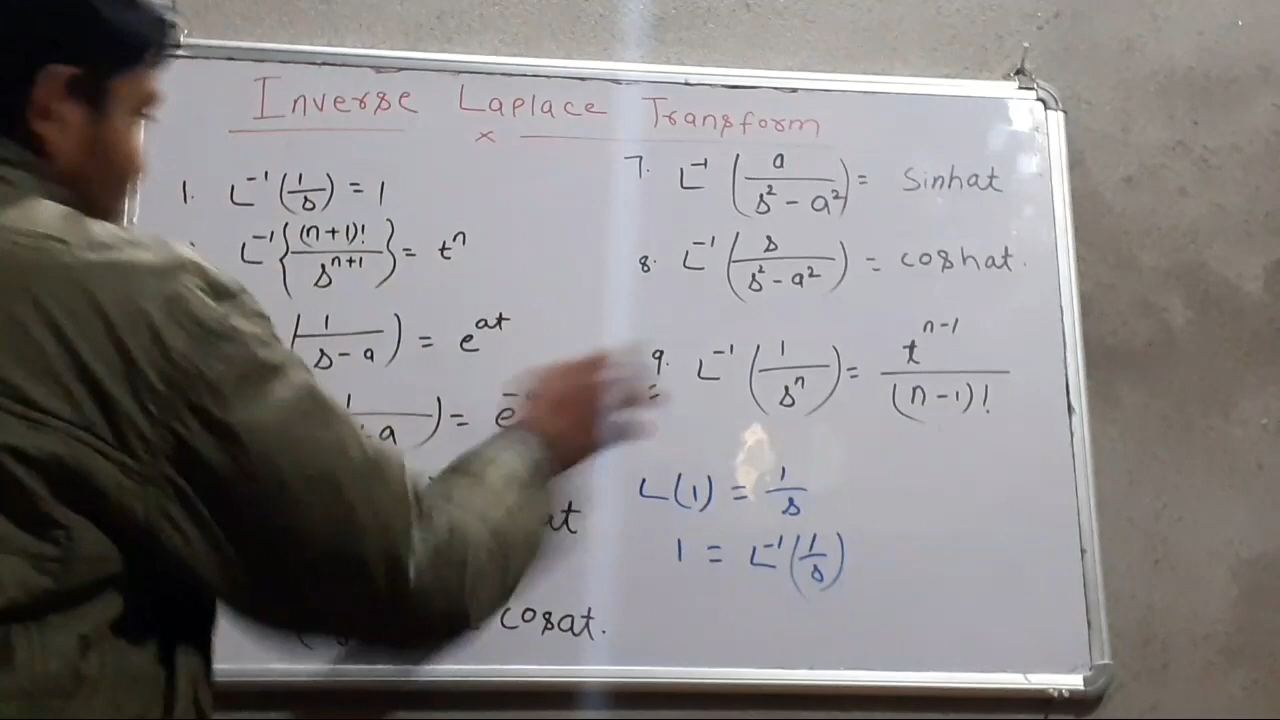 Inverse Laplace Transform
×
1. L⁻¹(1/s) = 1
L⁻¹{(n+1)!/sⁿ⁺¹} = tⁿ
(1/(s-a)) = e^at
a) = e⁻
at
cosat.
7. L⁻¹(a/(s²-a²)) = Sinhat
8. L⁻¹(s/(s²-a²)) = coshat.
9. L⁻¹(1/sⁿ) = tⁿ⁻¹/(n-1)!
L(1) = 1/s
1 = L⁻¹(1/s)